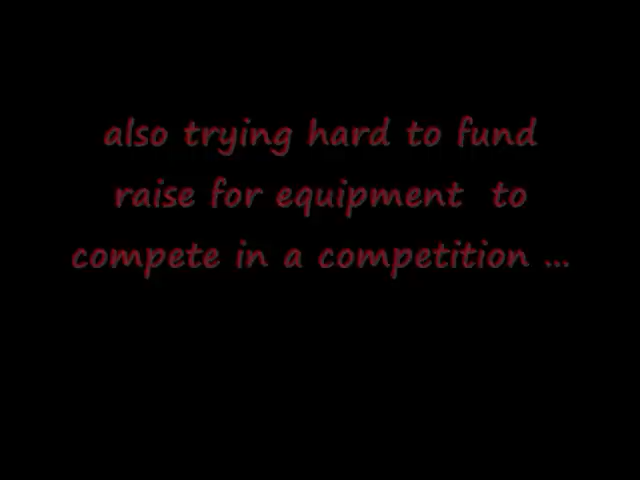 also trying hard to fund
raise for equipment  to
compete in a competition ...